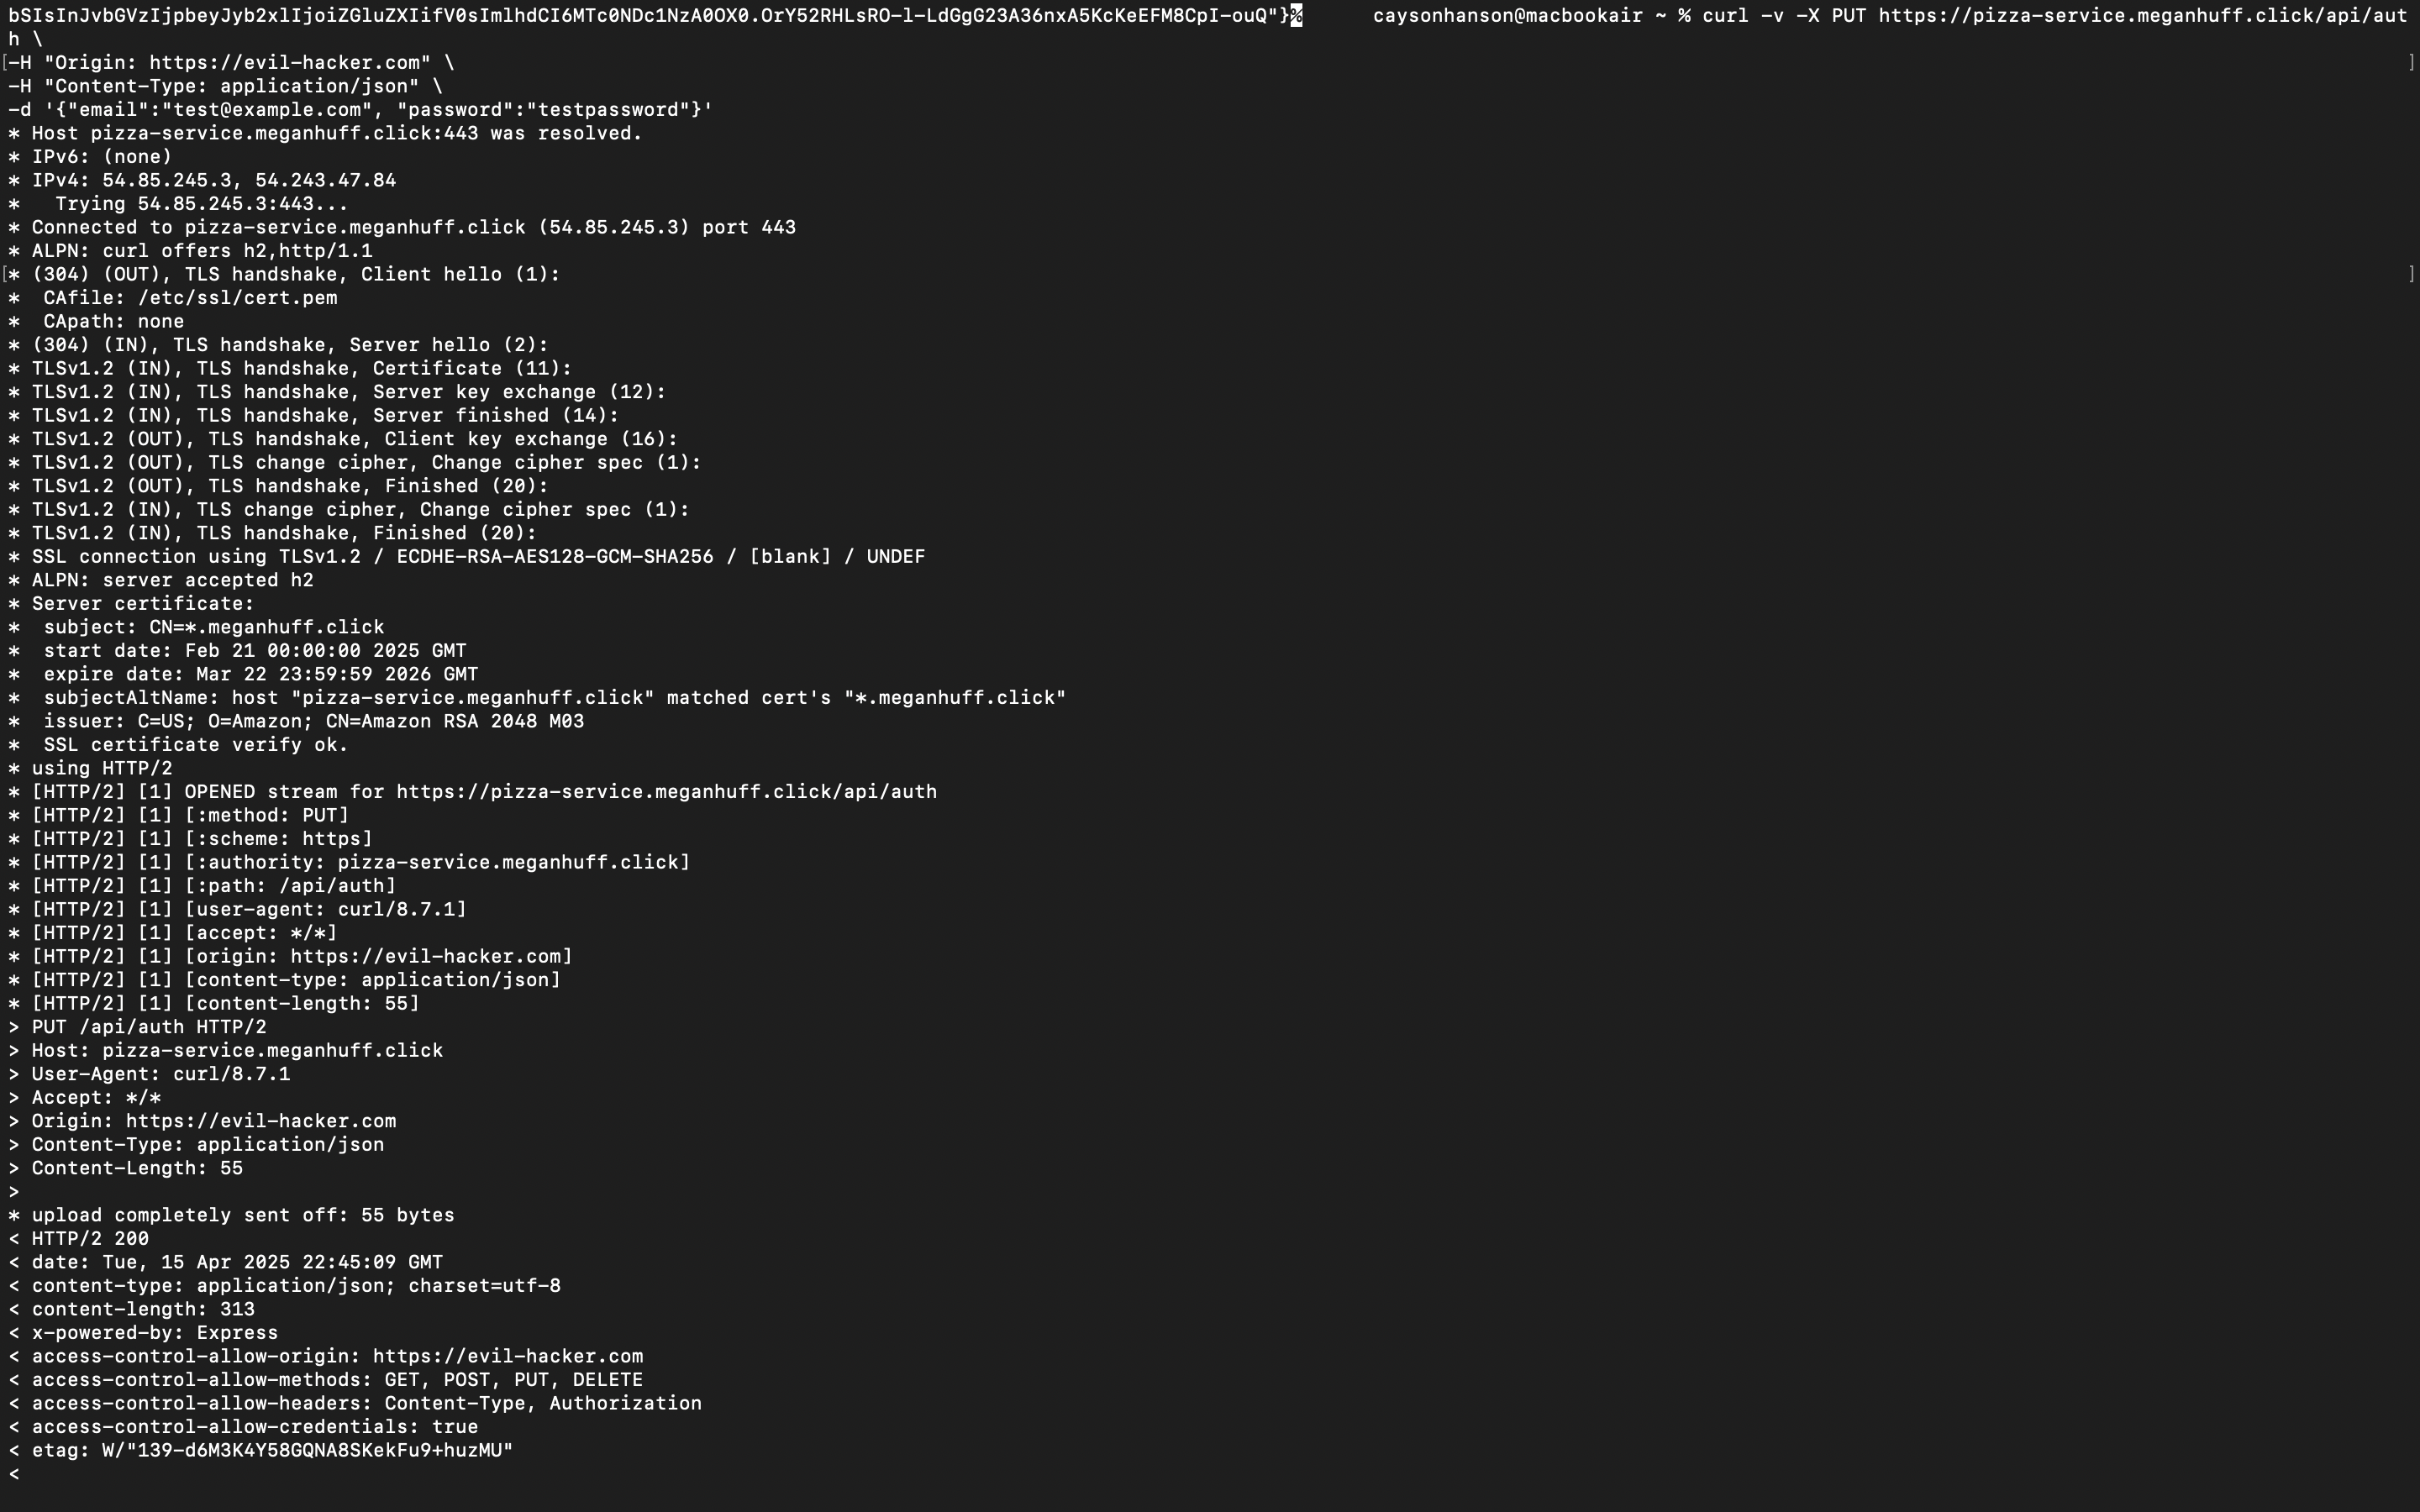 bSIsInJvbGVzIjpbeyJyb2xlIjoiZGluZXIifV0sImlhdCI6MTc0NDc1NzA0OX0.OrY52RHLsRO-l-LdGgG23A36nxA5KcKeEFM8CpI-ouQ"}% caysonhanson@macbookair ~ % curl -v -X PUT https://pizza-service.meganhuff.click/api/aut
h \
[-H "Origin: https://evil-hacker.com" \ ]
-H "Content-Type: application/json" \
-d '{"email":"test@example.com", "password":"testpassword"}'
* Host pizza-service.meganhuff.click:443 was resolved.
* IPv6: (none)
* IPv4: 54.85.245.3, 54.243.47.84
*   Trying 54.85.245.3:443...
* Connected to pizza-service.meganhuff.click (54.85.245.3) port 443
* ALPN: curl offers h2,http/1.1
[* (304) (OUT), TLS handshake, Client hello (1): ]
*  CAfile: /etc/ssl/cert.pem
*  CApath: none
* (304) (IN), TLS handshake, Server hello (2):
* TLSv1.2 (IN), TLS handshake, Certificate (11):
* TLSv1.2 (IN), TLS handshake, Server key exchange (12):
* TLSv1.2 (IN), TLS handshake, Server finished (14):
* TLSv1.2 (OUT), TLS handshake, Client key exchange (16):
* TLSv1.2 (OUT), TLS change cipher, Change cipher spec (1):
* TLSv1.2 (OUT), TLS handshake, Finished (20):
* TLSv1.2 (IN), TLS change cipher, Change cipher spec (1):
* TLSv1.2 (IN), TLS handshake, Finished (20):
* SSL connection using TLSv1.2 / ECDHE-RSA-AES128-GCM-SHA256 / [blank] / UNDEF
* ALPN: server accepted h2
* Server certificate:
*  subject: CN=*.meganhuff.click
*  start date: Feb 21 00:00:00 2025 GMT
*  expire date: Mar 22 23:59:59 2026 GMT
*  subjectAltName: host "pizza-service.meganhuff.click" matched cert's "*.meganhuff.click"
*  issuer: C=US; O=Amazon; CN=Amazon RSA 2048 M03
*  SSL certificate verify ok.
* using HTTP/2
* [HTTP/2] [1] OPENED stream for https://pizza-service.meganhuff.click/api/auth
* [HTTP/2] [1] [:method: PUT]
* [HTTP/2] [1] [:scheme: https]
* [HTTP/2] [1] [:authority: pizza-service.meganhuff.click]
* [HTTP/2] [1] [:path: /api/auth]
* [HTTP/2] [1] [user-agent: curl/8.7.1]
* [HTTP/2] [1] [accept: */*]
* [HTTP/2] [1] [origin: https://evil-hacker.com]
* [HTTP/2] [1] [content-type: application/json]
* [HTTP/2] [1] [content-length: 55]
> PUT /api/auth HTTP/2
> Host: pizza-service.meganhuff.click
> User-Agent: curl/8.7.1
> Accept: */*
> Origin: https://evil-hacker.com
> Content-Type: application/json
> Content-Length: 55
>
* upload completely sent off: 55 bytes
< HTTP/2 200
< date: Tue, 15 Apr 2025 22:45:09 GMT
< content-type: application/json; charset=utf-8
< content-length: 313
< x-powered-by: Express
< access-control-allow-origin: https://evil-hacker.com
< access-control-allow-methods: GET, POST, PUT, DELETE
< access-control-allow-headers: Content-Type, Authorization
< access-control-allow-credentials: true
< etag: W/"139-d6M3K4Y58GQNA8SKekFu9+huzMU"
<